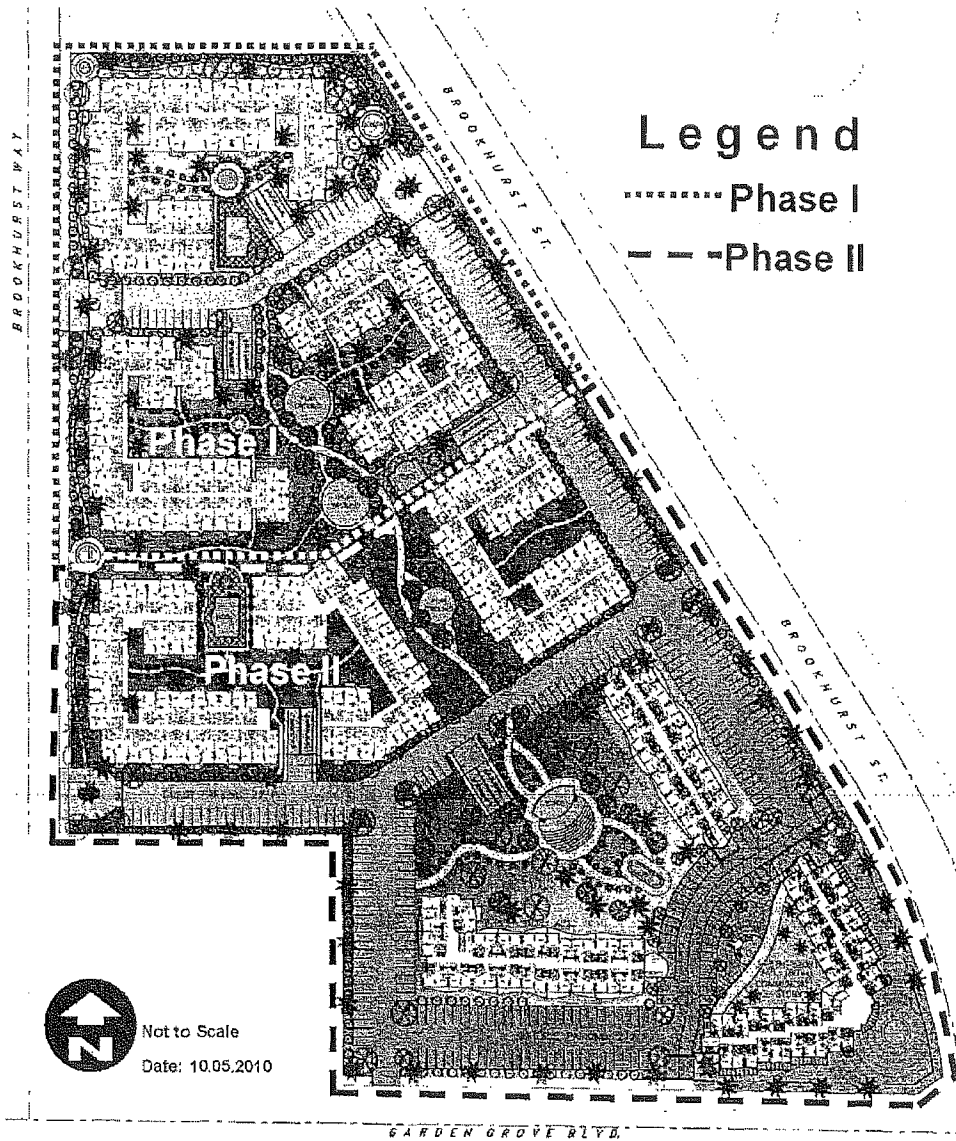 BROOKHURST WAY
BROOKHURST ST.
Legend
Phase I
Phase II
Phase I
Phase II
BROOKHURST ST.
N
Not to Scale
Date: 10.05.2010
GARDEN GROVE BLVD.